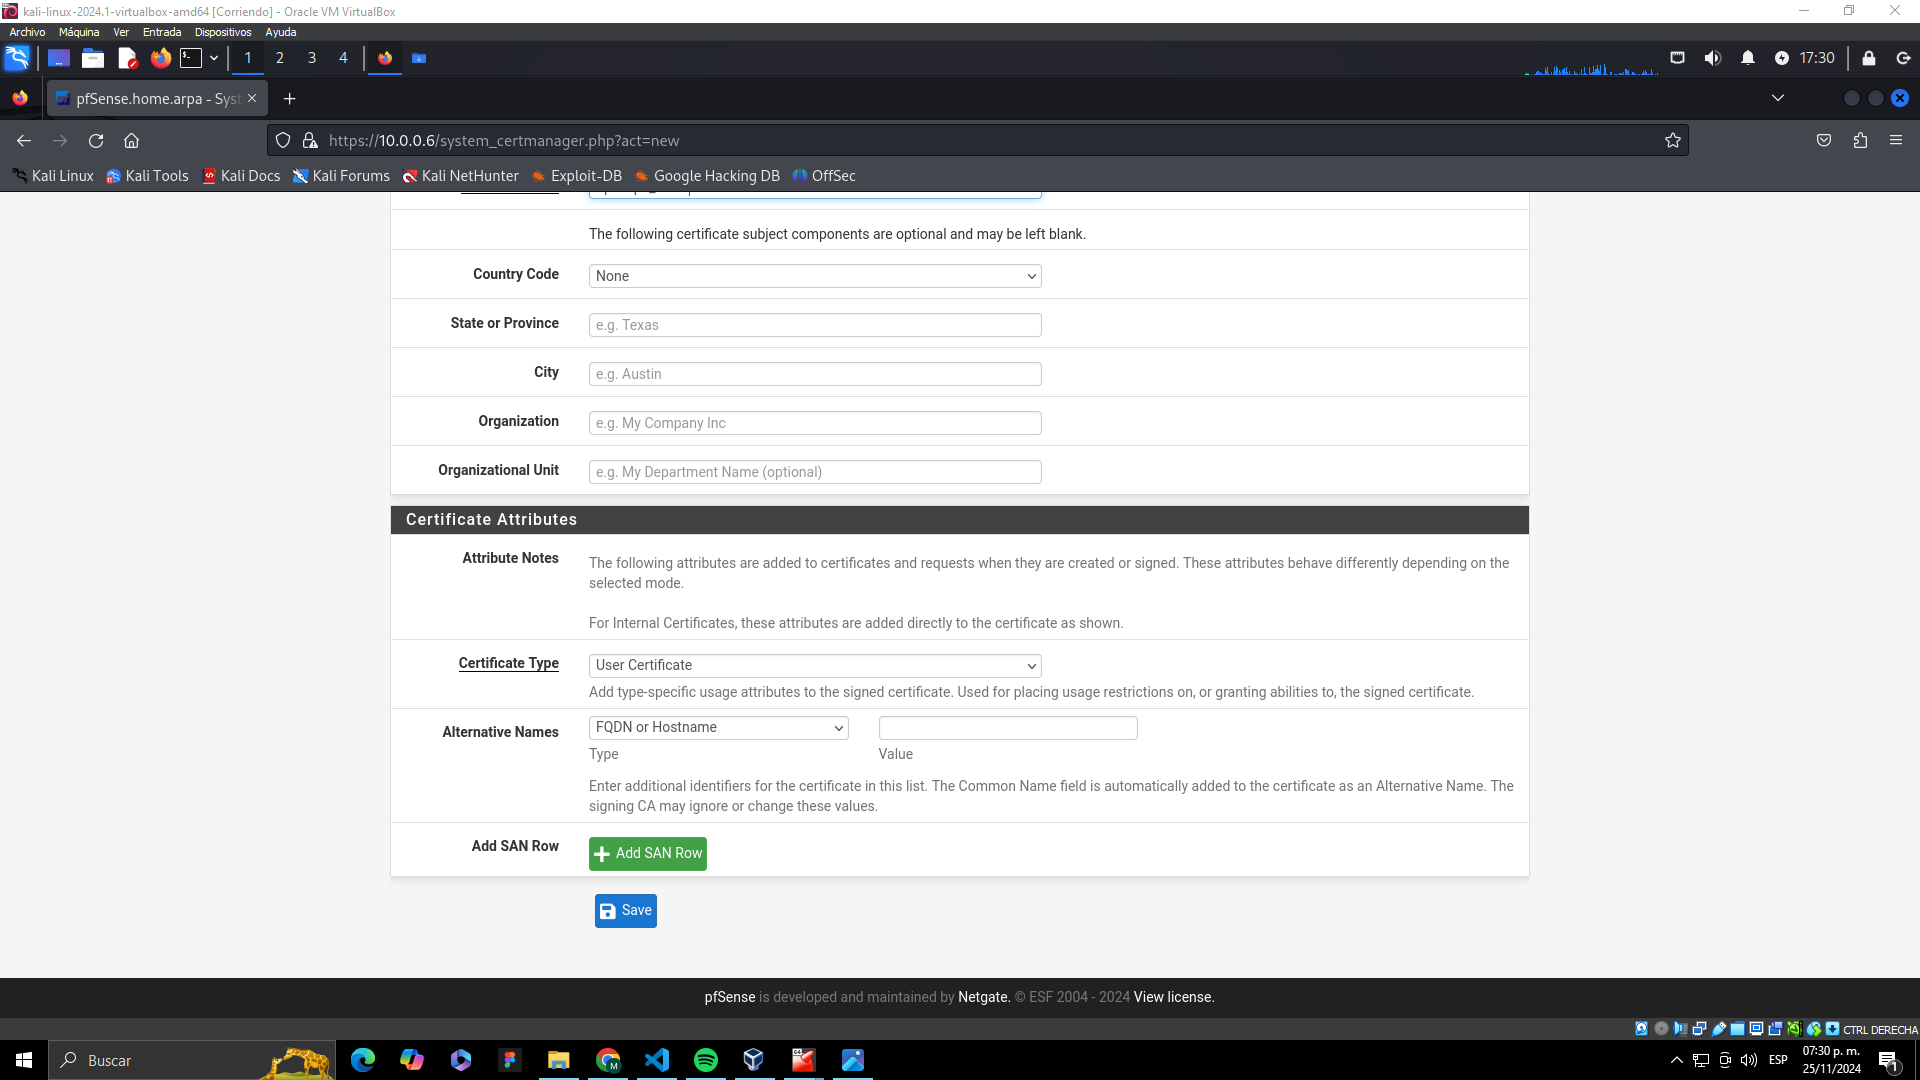 kali-linux-2024.1-virtualbox-amd64 [Corriendo] - Oracle VM VirtualBox
Archivo Máquina Ver Entrada Dispositivos Ayuda
1 2 3 4 17:30
pfSense.home.arpa - Syst
https://10.0.0.6/system_certmanager.php?act=new
Kali Linux Kali Tools Kali Docs Kali Forums Kali NetHunter Exploit-DB Google Hacking DB OffSec
The following certificate subject components are optional and may be left blank.
Country Code None
State or Province e.g. Texas
City e.g. Austin
Organization e.g. My Company Inc
Organizational Unit e.g. My Department Name (optional)
Certificate Attributes
Attribute Notes The following attributes are added to certificates and requests when they are created or signed. These attributes behave differently depending on the
selected mode.
For Internal Certificates, these attributes are added directly to the certificate as shown.
Certificate Type User Certificate
Add type-specific usage attributes to the signed certificate. Used for placing usage restrictions on, or granting abilities to, the signed certificate.
Alternative Names FQDN or Hostname
Type Value
Enter additional identifiers for the certificate in this list. The Common Name field is automatically added to the certificate as an Alternative Name. The
signing CA may ignore or change these values.
Add SAN Row Add SAN Row
Save
pfSense is developed and maintained by Netgate. © ESF 2004 - 2024 View license.
CTRL DERECHA
Buscar
ESP
07:30 p. m.
25/11/2024
1